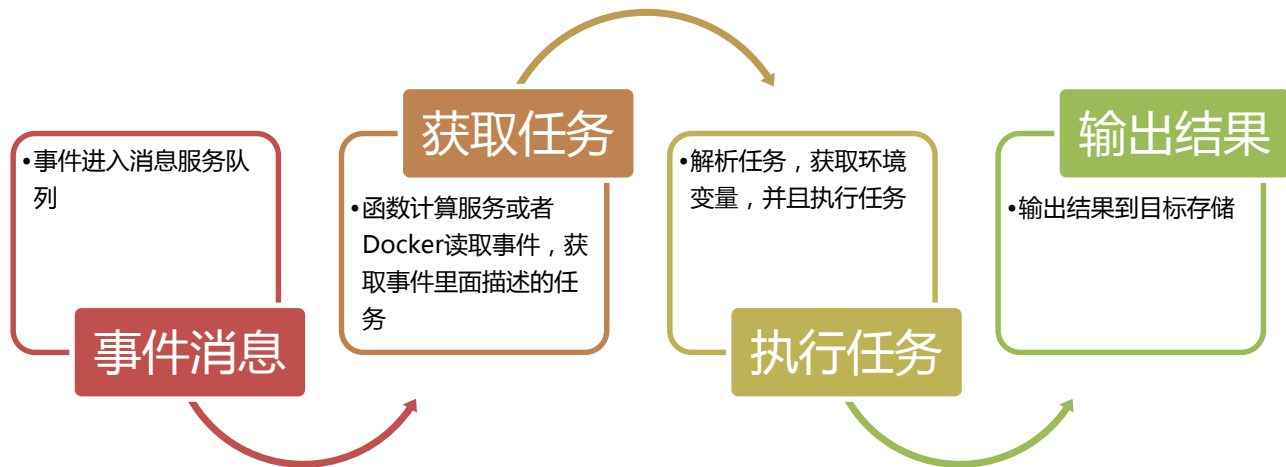 •事件进入消息服务队
列
事件消息
获取任务
•函数计算服务或者
Docker读取事件，获
取事件里面描述的任
务
•解析任务，获取环境
变量，并且执行任务
执行任务
输出结果
•输出结果到目标存储